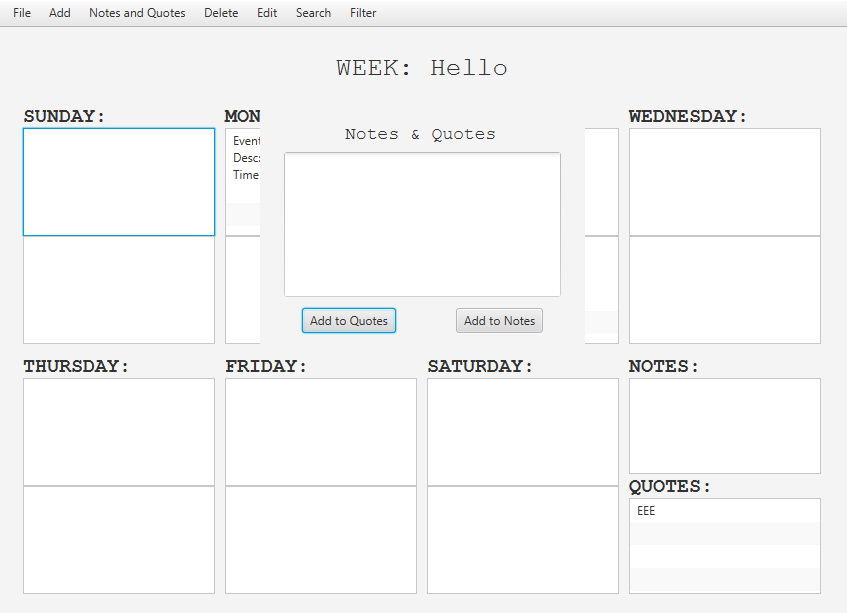 File Add Notes and Quotes Delete Edit Search Filter
WEEK: Hello
SUNDAY:
MON
WEDNESDAY:
Event
Desc:
Time
Notes & Quotes
Add to Quotes
Add to Notes
THURSDAY:
FRIDAY:
SATURDAY:
NOTES:
QUOTES:
EEE